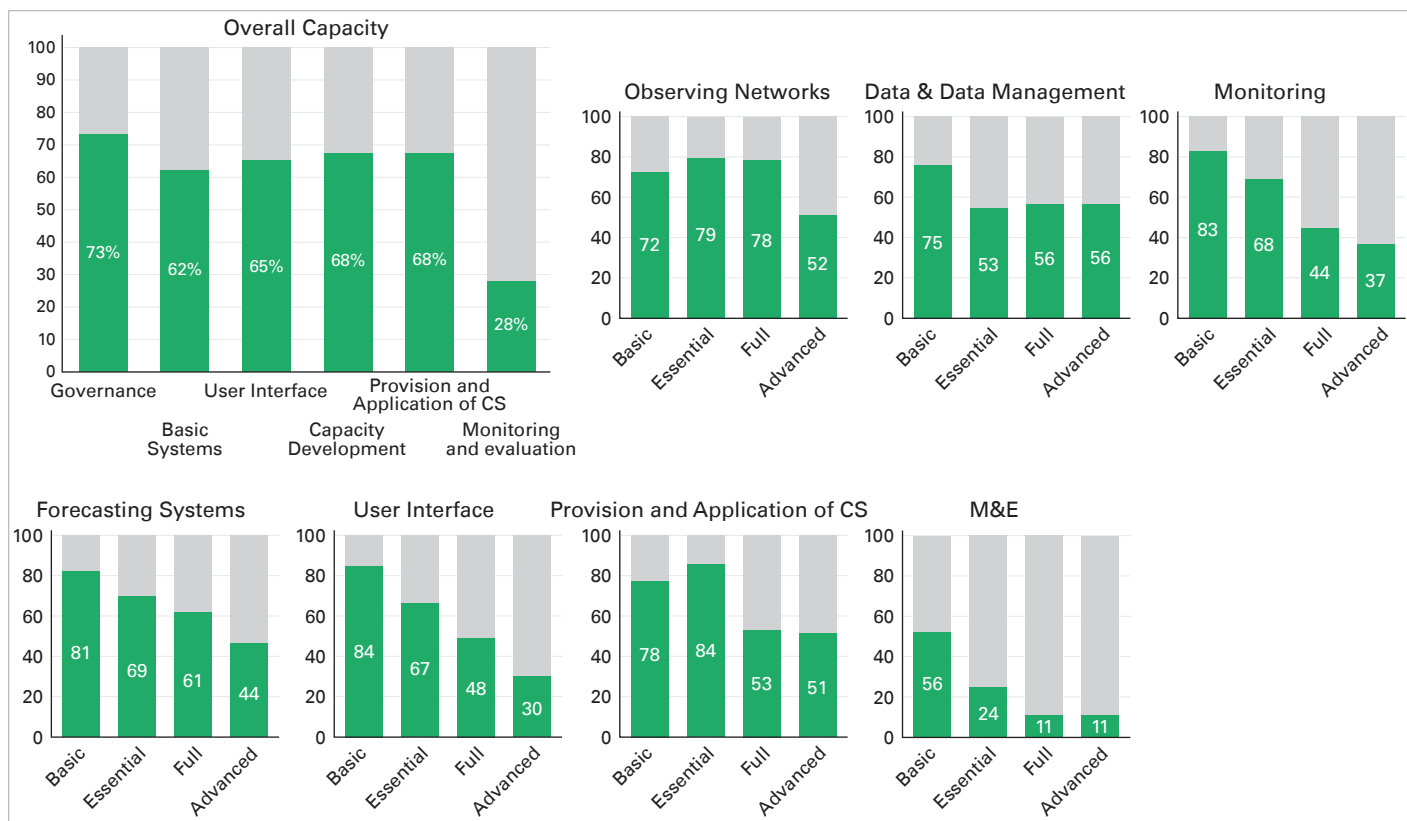 Overall Capacity
100
90
80
70
60
50
40
30
20
10
0
73%
62%
65%
68%
68%
28%
Governance
Basic
Systems
User Interface
Capacity
Development
Provision and
Application of CS
Monitoring
and evaluation
Observing Networks
100
80
60
40
20
0
72
79
78
52
Basic
Essential
Full
Advanced
Data & Data Management
100
80
60
40
20
0
75
53
56
56
Basic
Essential
Full
Advanced
Monitoring
100
80
60
40
20
0
83
68
44
37
Basic
Essential
Full
Advanced
Forecasting Systems
100
80
60
40
20
0
81
69
61
44
Basic
Essential
Full
Advanced
User Interface
100
80
60
40
20
0
84
67
48
30
Basic
Essential
Full
Advanced
Provision and Application of CS
100
80
60
40
20
0
78
84
53
51
Basic
Essential
Full
Advanced
M&E
100
80
60
40
20
0
56
24
11
11
Basic
Essential
Full
Advanced